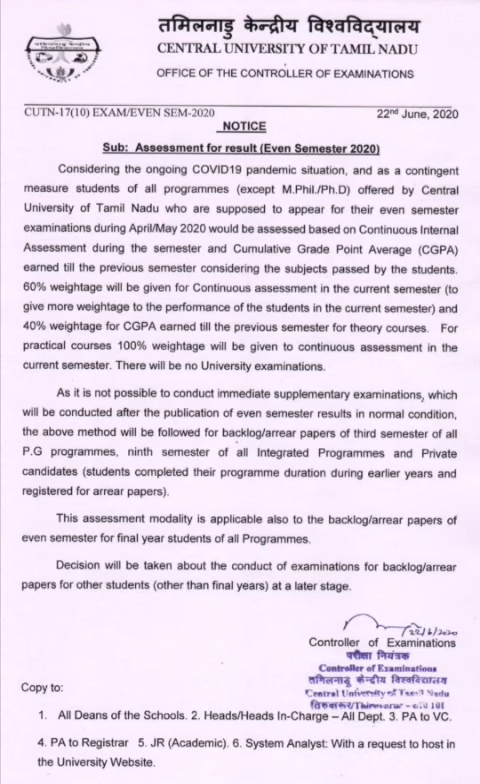 तमिलनाडु केन्द्रीय विश्वविद्यालय
CENTRAL UNIVERSITY OF TAMIL NADU
OFFICE OF THE CONTROLLER OF EXAMINATIONS
CUTN-17(10) EXAM/EVEN SEM-2020 22nd June, 2020
NOTICE
Sub: Assessment for result (Even Semester 2020)
Considering the ongoing COVID19 pandemic situation, and as a contingent
measure students of all programmes (except M.Phil./Ph.D) offered by Central
University of Tamil Nadu who are supposed to appear for their even semester
examinations during April/May 2020 would be assessed based on Continuous Internal
Assessment during the semester and Cumulative Grade Point Average (CGPA)
earned till the previous semester considering the subjects passed by the students.
60% weightage will be given for Continuous assessment in the current semester (to
give more weightage to the performance of the students in the current semester) and
40% weightage for CGPA earned till the previous semester for theory courses. For
practical courses 100% weightage will be given to continuous assessment in the
current semester. There will be no University examinations.
As it is not possible to conduct immediate supplementary examinations, which
will be conducted after the publication of even semester results in normal condition,
the above method will be followed for backlog/arrear papers of third semester of all
P.G programmes, ninth semester of all Integrated Programmes and Private
candidates (students completed their programme duration during earlier years and
registered for arrear papers).
This assessment modality is applicable also to the backlog/arrear papers of
even semester for final year students of all Programmes.
Decision will be taken about the conduct of examinations for backlog/arrear
papers for other students (other than final years) at a later stage.
22/6/2020
Controller of Examinations
परीक्षा नियंत्रक
Controller of Examinations
तमिलनाडु केन्द्रीय विश्वविद्यालय
Central University of Tamil Nadu
तिरुवारूर/Thiruvarur - 610 101
Copy to:
1. All Deans of the Schools. 2. Heads/Heads In-Charge – All Dept. 3. PA to VC.
4. PA to Registrar 5. JR (Academic). 6. System Analyst: With a request to host in
the University Website.